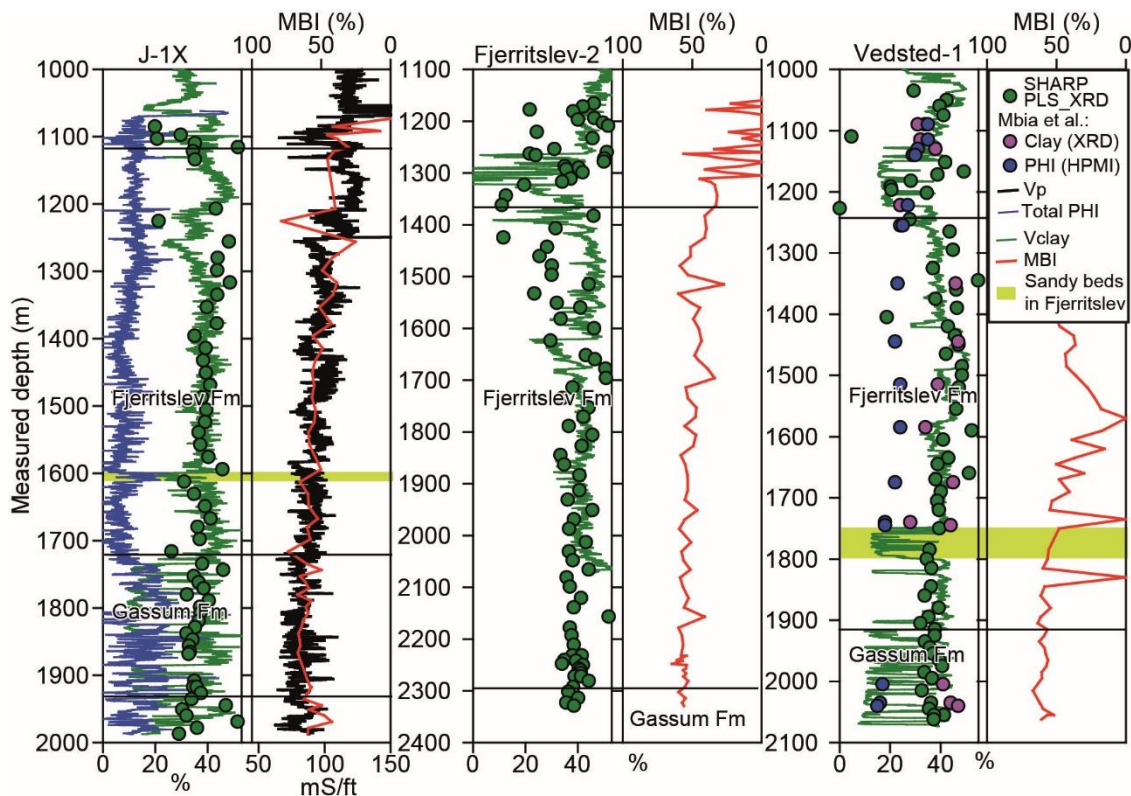 MBI (%)
MBI (%)
MBI (%)
J-1X
100
50
0
Fjerritslev-2
100
50
0
Vedsted-1
100
50
0
1000
1100
1200
1300
1400
1500
1600
1700
1800
1900
2000
Measured depth (m)
Fjerritslev Fm
Gassum Fm
0
20
40
%
50
100
150
mS/ft
1100
1200
1300
1400
1500
1600
1700
1800
1900
2000
2100
2200
2300
2400
Fjerritslev Fm
Gassum Fm
0
20
40
%
1000
1100
1200
1300
1400
1500
1600
1700
1800
1900
2000
2100
Fjerritslev Fm
Gassum Fm
0
20
40
%
SHARP
PLS_XRD
Mbia et al.:
Clay (XRD)
PHI (HPMI)
Vp
Total PHI
Vclay
MBI
Sandy beds
in Fjerritslev